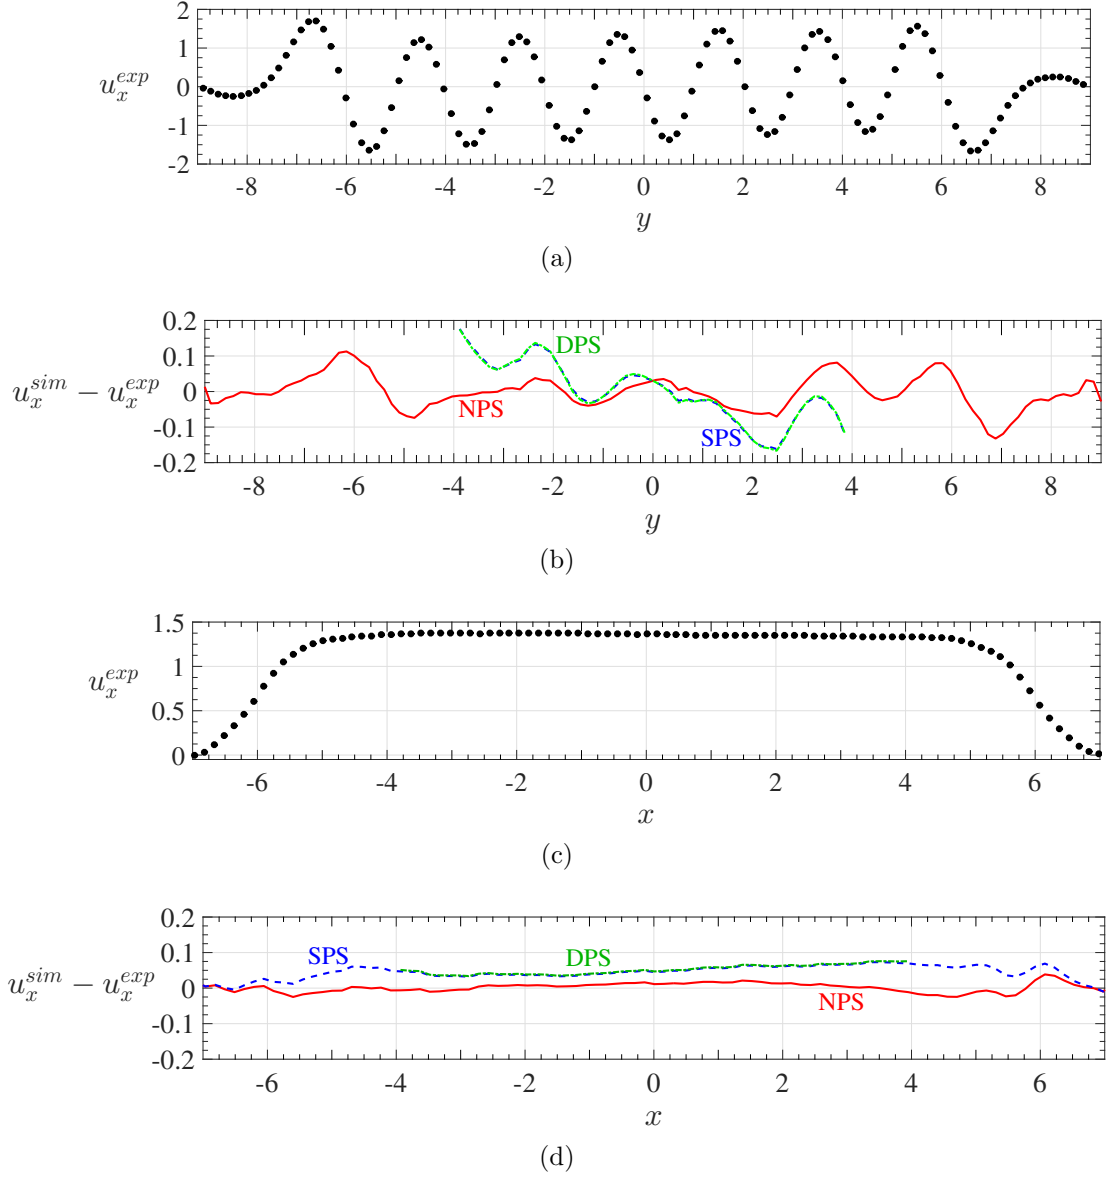 2
1
0
-1
-2
u_x^{exp}
-8 -6 -4 -2 0 2 4 6 8
y
(a)
0.2
0.1
0
-0.1
-0.2
u_x^{sim} − u_x^{exp}
DPS
NPS
SPS
-8 -6 -4 -2 0 2 4 6 8
y
(b)
1.5
1
0.5
0
u_x^{exp}
-6 -4 -2 0 2 4 6
x
(c)
0.2
0.1
0
-0.1
-0.2
u_x^{sim} − u_x^{exp}
SPS
DPS
NPS
-6 -4 -2 0 2 4 6
x
(d)